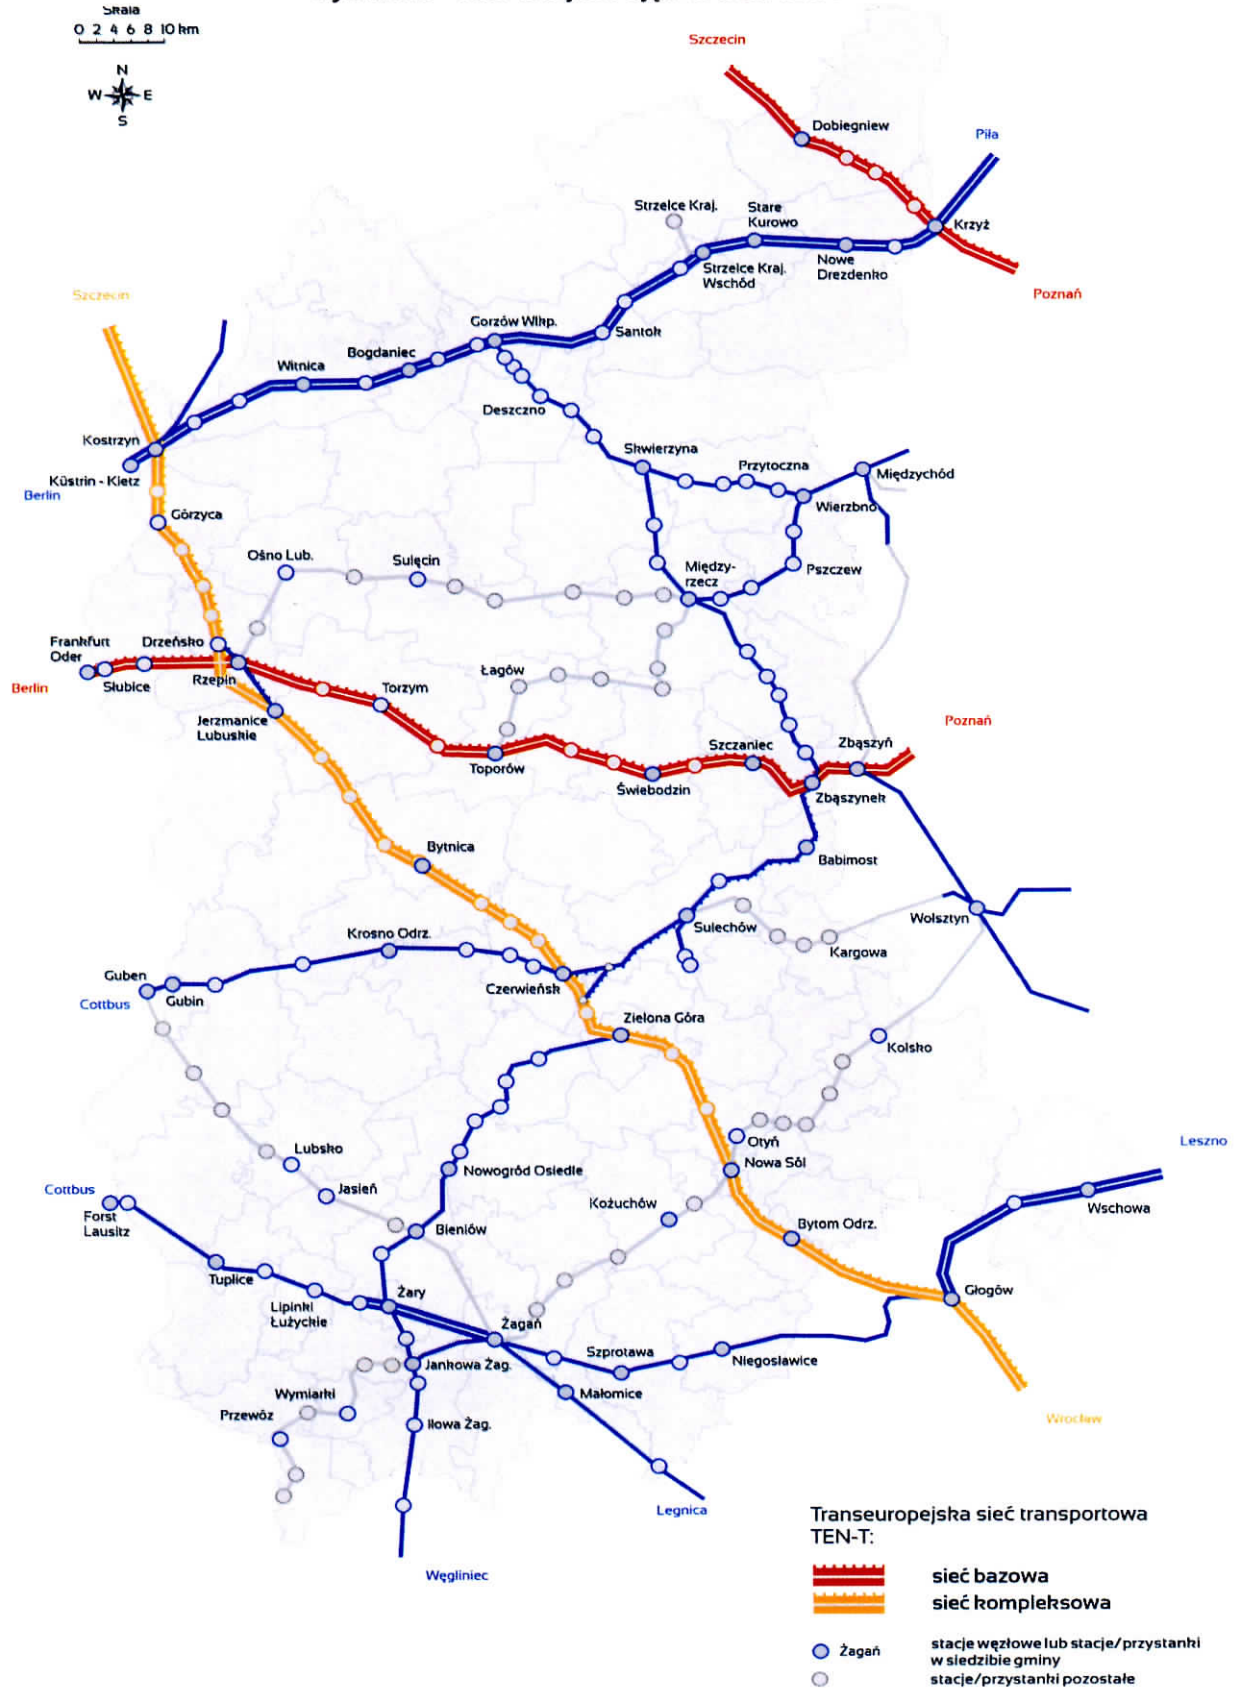 Skala
0 2 4 6 8 10 km
N
W E
S
Szczecin
Dobiegniew
Piła
Strzelce Kraj.
Stare
Kurowo
Krzyż
Strzelce Kraj.
Wschód
Nowe
Drezdenko
Poznań
Szczecin
Gorzów Wlkp.
Santok
Bogdaniec
Witnica
Deszczno
Kostrzyn
Skwierzyna
Przytoczna
Międzychód
Küstrin - Kietz
Berlin
Wierzbno
Górzyca
Ośno Lub.
Sulęcin
Między-
rzecz
Pszczew
Frankfurt
Oder
Drzeńsko
Łagów
Berlin
Słubice
Rzepin
Torzym
Jerzmanice
Lubuskie
Poznań
Szczaniec
Zbąszyń
Toporów
Świebodzin
Zbąszynek
Bytnica
Babimost
Krosno Odrz.
Sulechów
Wolsztyn
Kargowa
Guben
Gubin
Cottbus
Czerwieńsk
Zielona Góra
Kolsko
Lubsko
Otyń
Leszno
Nowogród Osiedle
Nowa Sól
Cottbus
Jasień
Kożuchów
Wschowa
Forst
Lausitz
Bieniów
Bytom Odrz.
Tuplice
Żary
Głogów
Lipinki
Łużyckie
Żagań
Szprotawa
Niegosławice
Jankowa Żag.
Małomice
Wymiarki
Przewóz
Iłowa Żag.
Wrocław
Legnica
Węgliniec
Transeuropejska sieć transportowa
TEN-T:
sieć bazowa
sieć kompleksowa
Żagań
stacje węzłowe lub stacje/przystanki
w siedzibie gminy
stacje/przystanki pozostałe